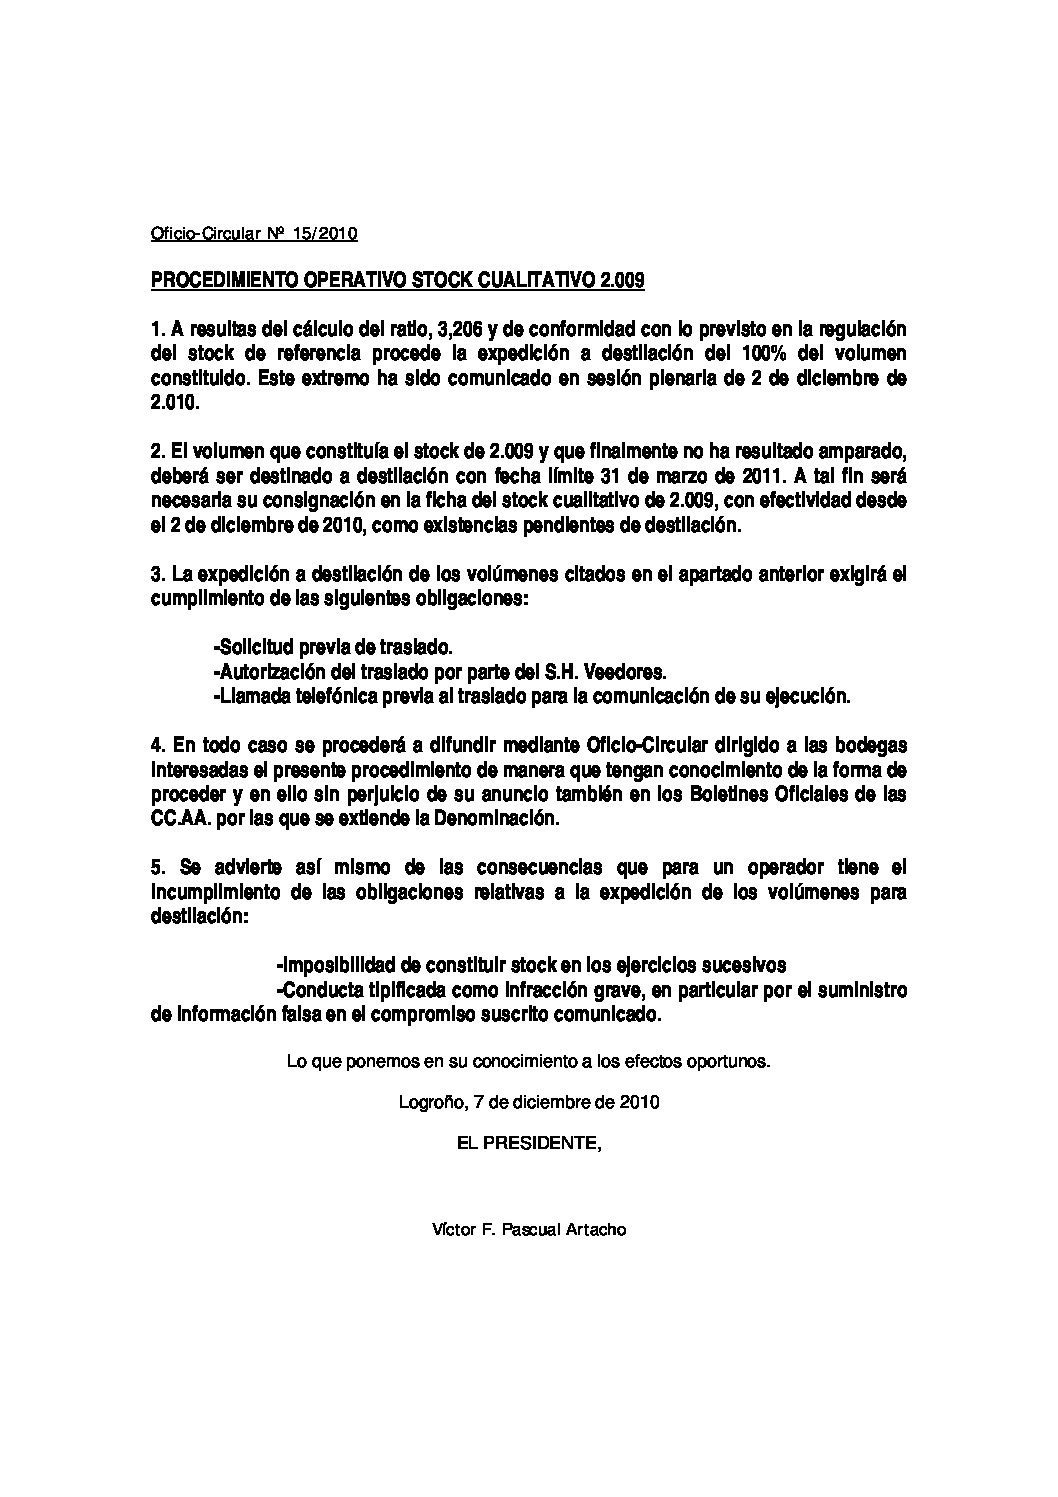 Oficio-Circular Nº 15/2010
PROCEDIMIENTO OPERATIVO STOCK CUALITATIVO 2.009
1. A resultas del cálculo del ratio, 3,206 y de conformidad con lo previsto en la regulación
del stock de referencia procede la expedición a destilación del 100% del volumen
constituido. Este extremo ha sido comunicado en sesión plenaria de 2 de diciembre de
2.010.
2. El volumen que constituía el stock de 2.009 y que finalmente no ha resultado amparado,
deberá ser destinado a destilación con fecha límite 31 de marzo de 2011. A tal fin será
necesaria su consignación en la ficha del stock cualitativo de 2.009, con efectividad desde
el 2 de diciembre de 2010, como existencias pendientes de destilación.
3. La expedición a destilación de los volúmenes citados en el apartado anterior exigirá el
cumplimiento de las siguientes obligaciones:
-Solicitud previa de traslado.
-Autorización del traslado por parte del S.H. Veedores.
-Llamada telefónica previa al traslado para la comunicación de su ejecución.
4. En todo caso se procederá a difundir mediante Oficio-Circular dirigido a las bodegas
interesadas el presente procedimiento de manera que tengan conocimiento de la forma de
proceder y en ello sin perjuicio de su anuncio también en los Boletines Oficiales de las
CC.AA. por las que se extiende la Denominación.
5. Se advierte así mismo de las consecuencias que para un operador tiene el
incumplimiento de las obligaciones relativas a la expedición de los volúmenes para
destilación:
-Imposibilidad de constituir stock en los ejercicios sucesivos
-Conducta tipificada como infracción grave, en particular por el suministro
de información falsa en el compromiso suscrito comunicado.
Lo que ponemos en su conocimiento a los efectos oportunos.
Logroño, 7 de diciembre de 2010
EL PRESIDENTE,
Víctor F. Pascual Artacho